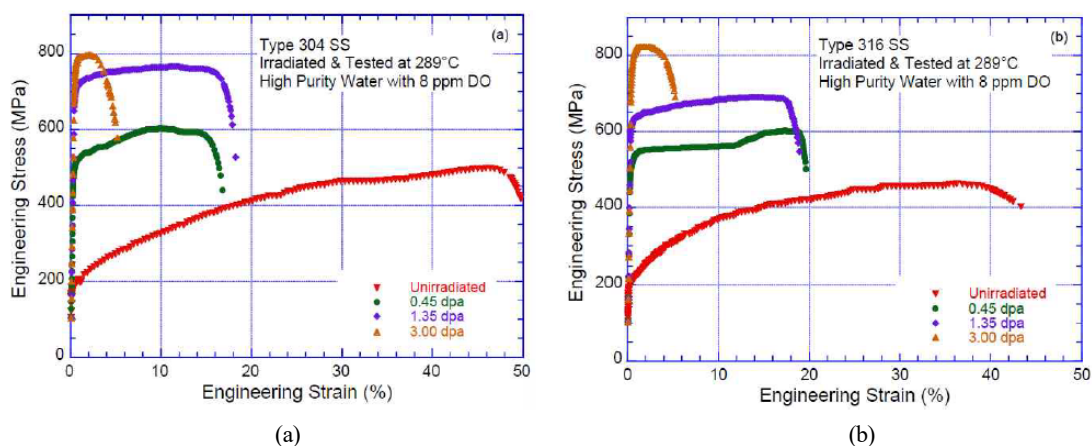 (a)
Type 304 SS
Irradiated & Tested at 289°C
High Purity Water with 8 ppm DO
Engineering Stress (MPa)
800
600
400
200
0
Unirradiated
0.45 dpa
1.35 dpa
3.00 dpa
0 10 20 30 40 50
Engineering Strain (%)
(a)
(b)
Type 316 SS
Irradiated & Tested at 289°C
High Purity Water with 8 ppm DO
Engineering Stress (MPa)
800
600
400
200
0
Unirradiated
0.45 dpa
1.35 dpa
3.00 dpa
0 10 20 30 40 50
Engineering Strain (%)
(b)